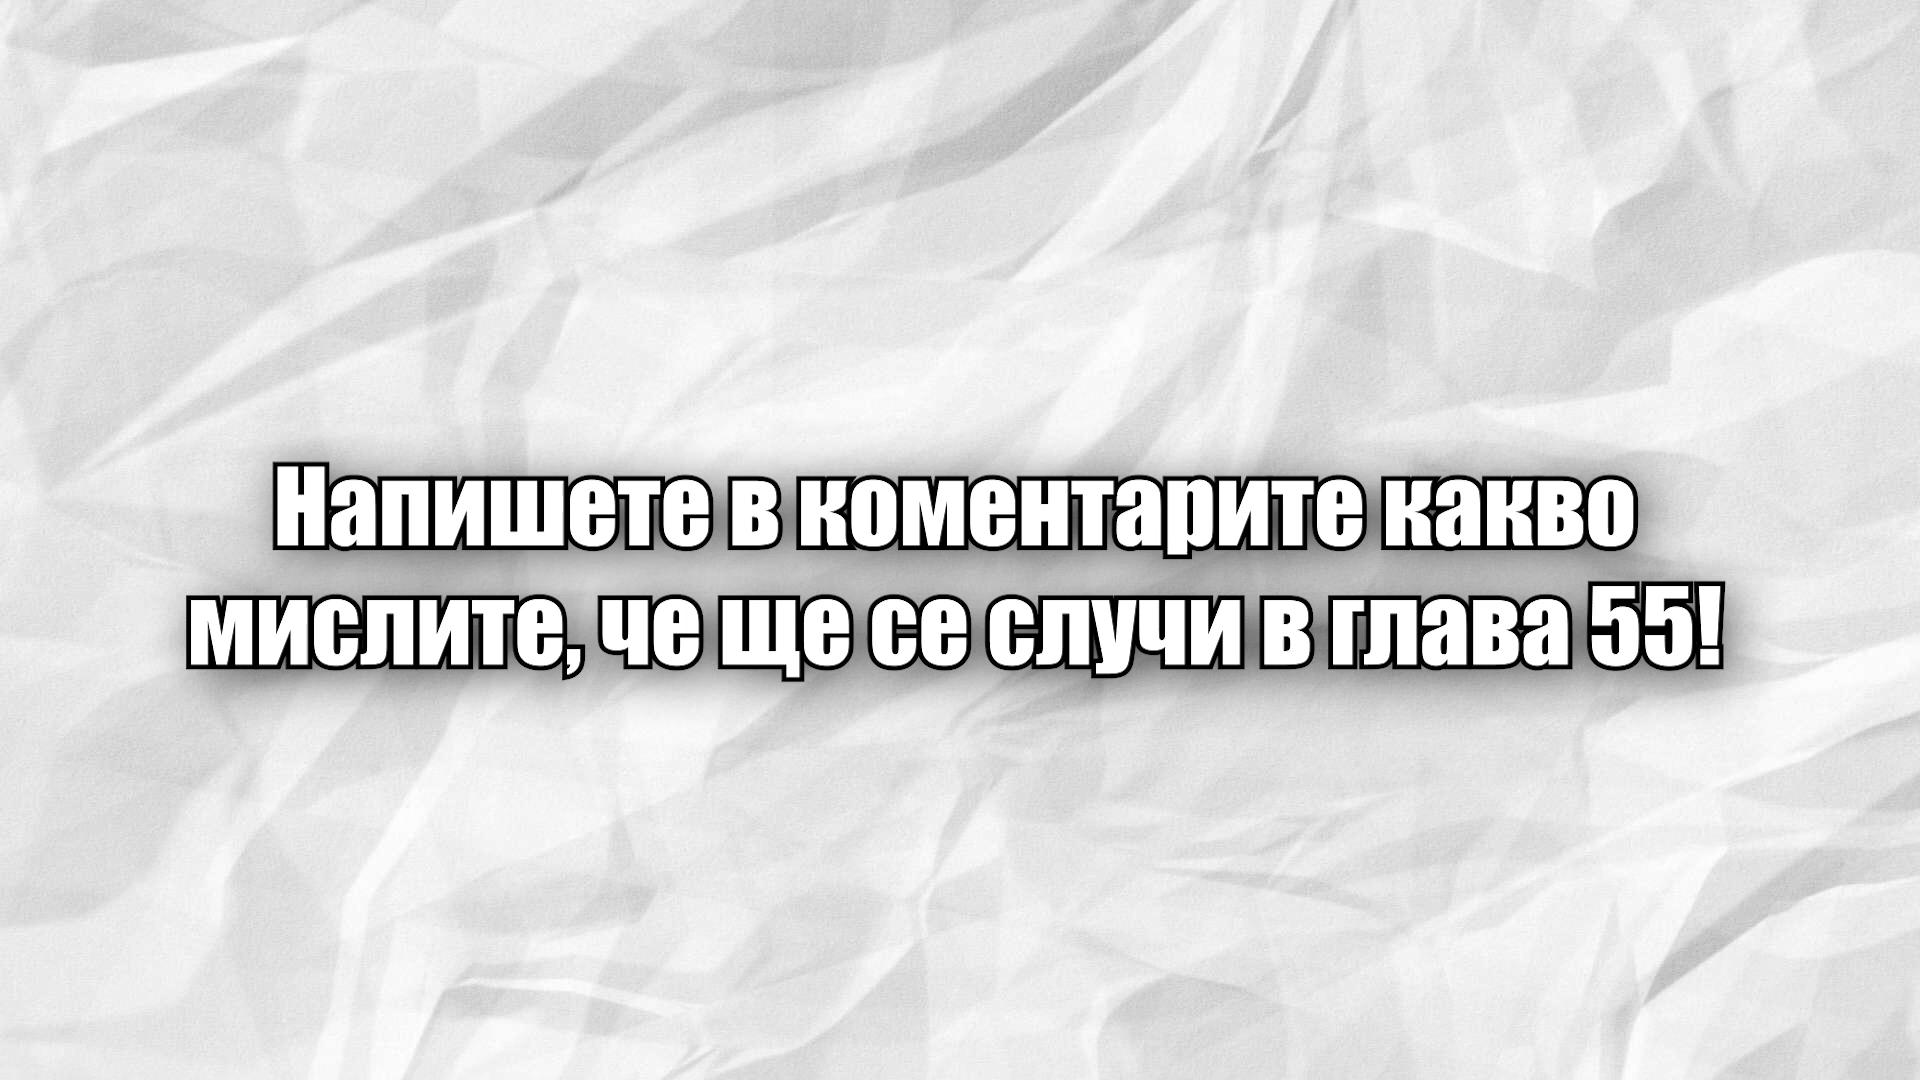 Напишете в коментарите какво
мислите, че ще се случи в глава 55!